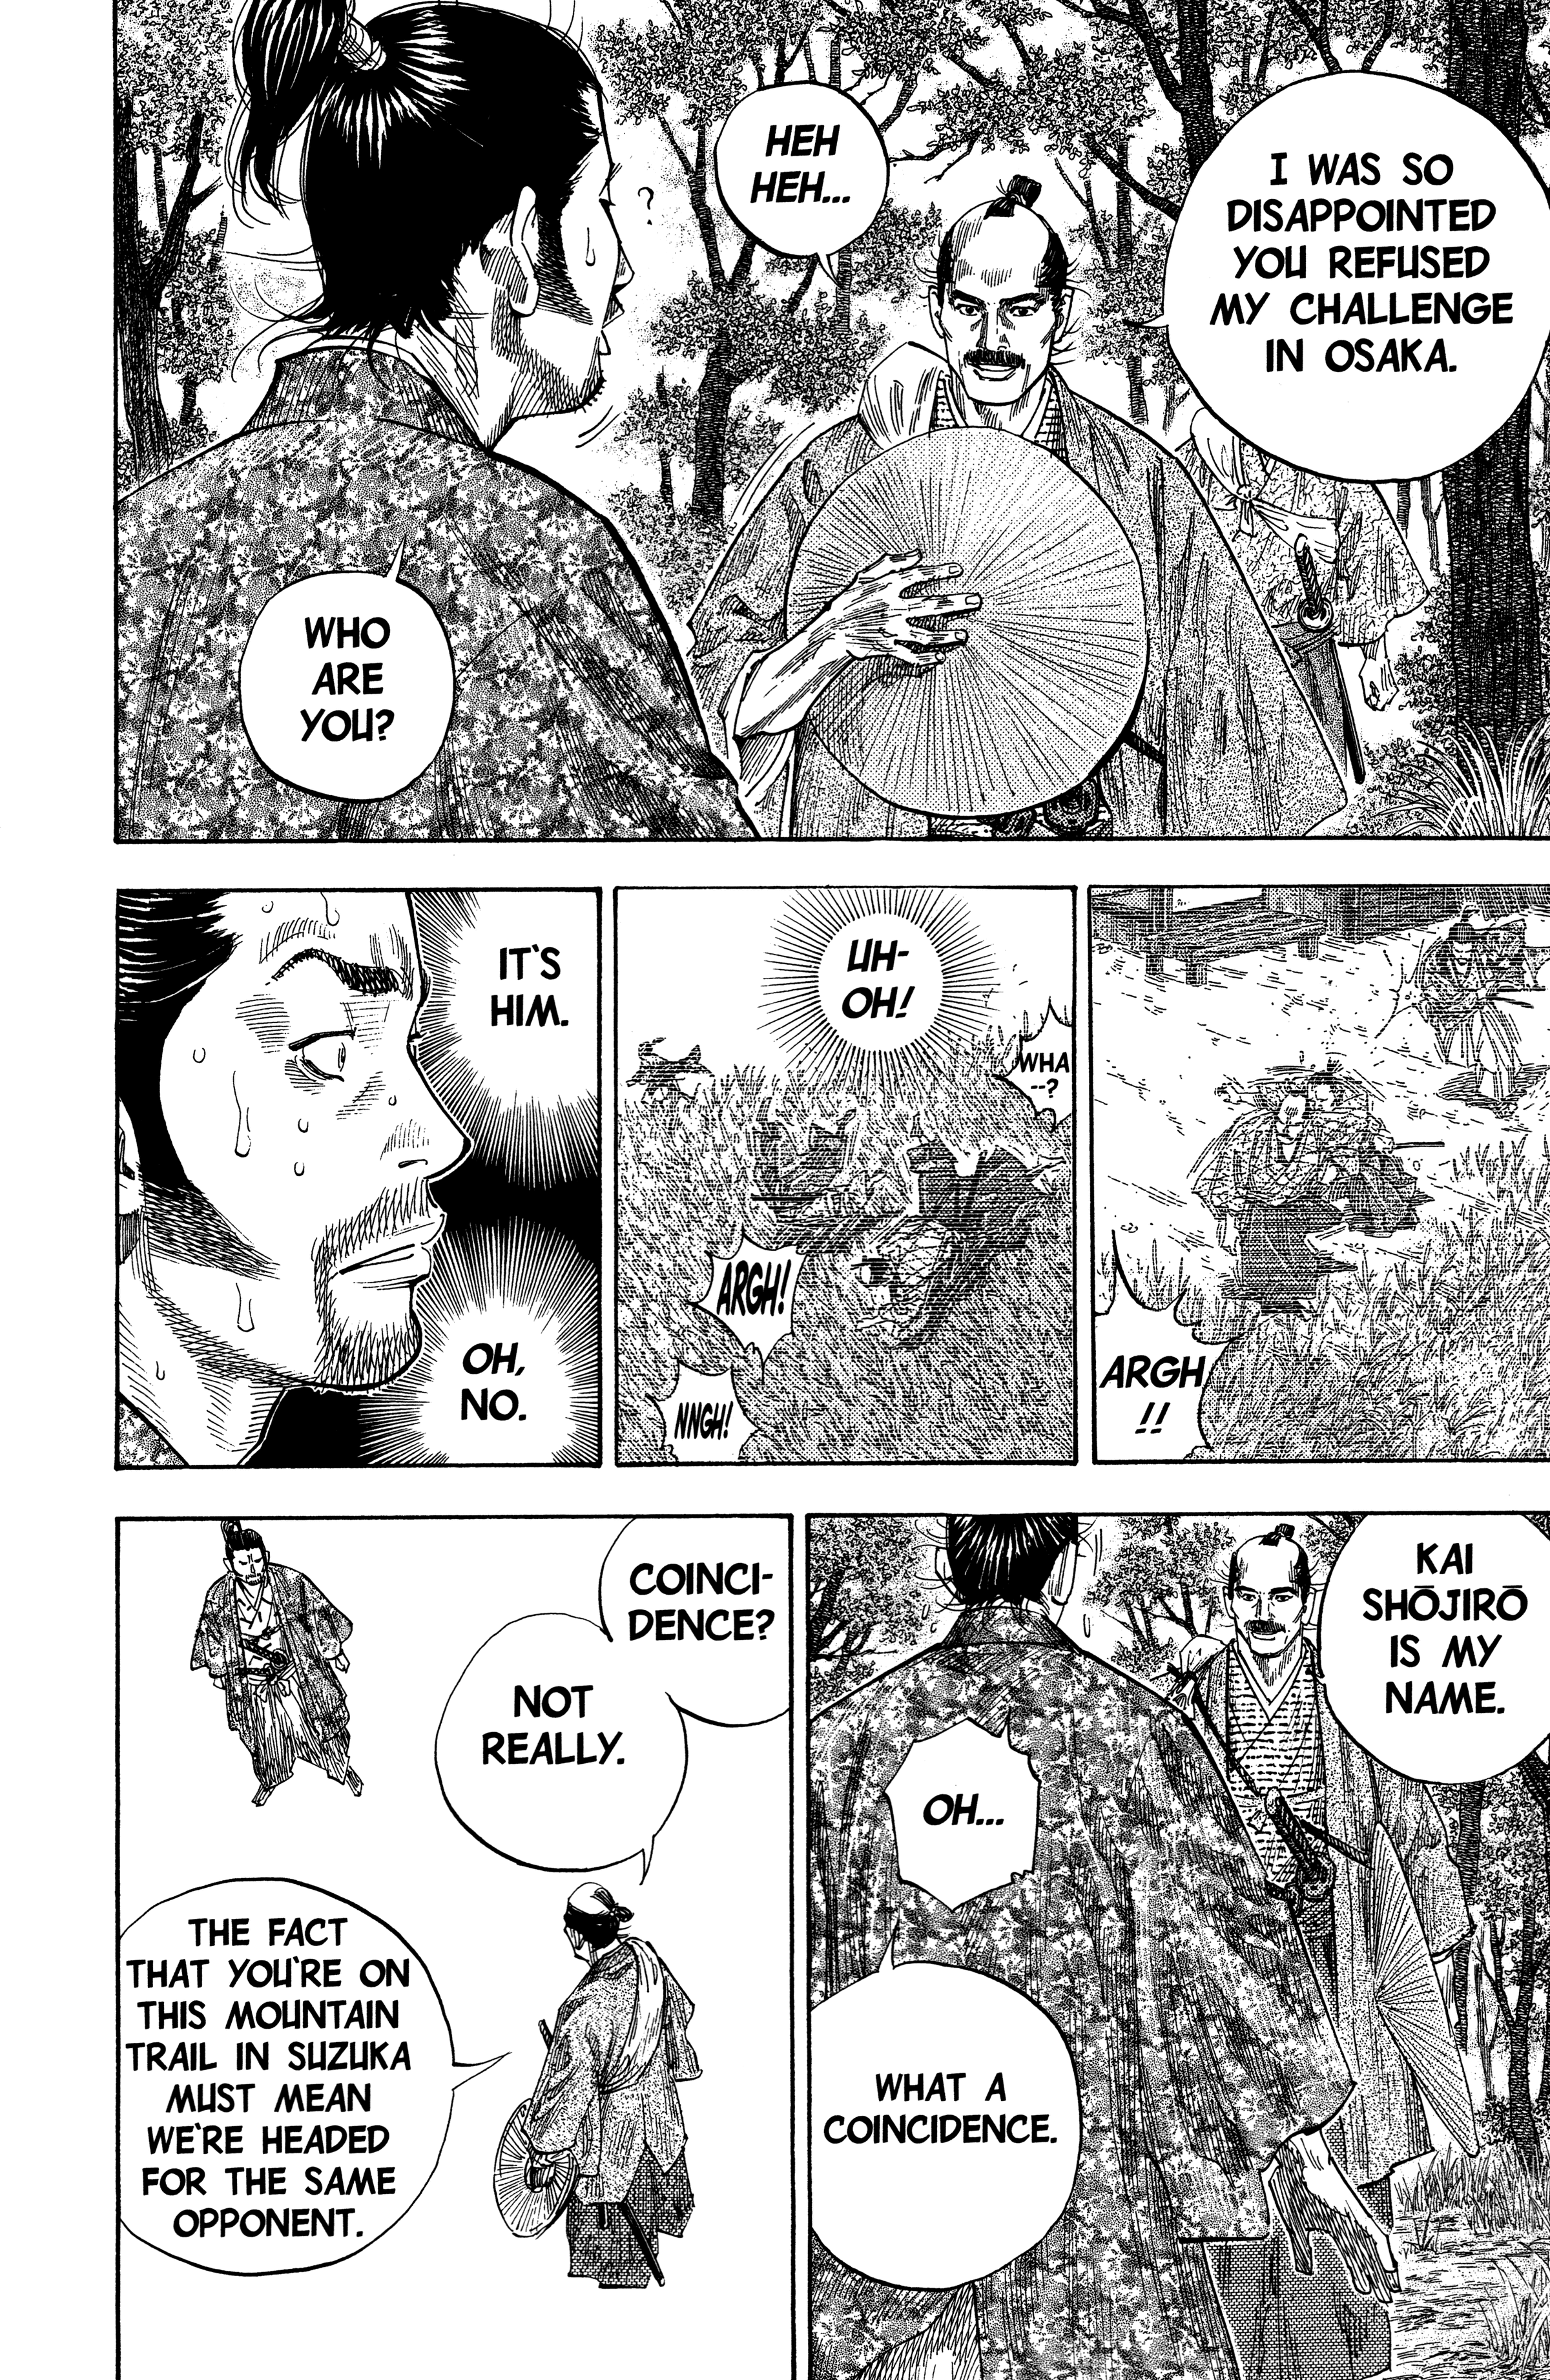 I WAS SO
DISAPPOINTED
YOU REFUSED
MY CHALLENGE
IN OSAKA.
HEH
HEH...
?
WHO
ARE
YOU?
ARGH
!!
WHA
--?
UH-
OH!
ARGH!
NNGH!
IT'S
HIM.
OH,
NO.
KAI
SHŌJIRŌ
IS MY
NAME.
OH...
WHAT A
COINCIDENCE.
COINCI-
DENCE?
NOT
REALLY.
THE FACT
THAT YOU'RE ON
THIS MOUNTAIN
TRAIL IN SUZUKA
MUST MEAN
WE'RE HEADED
FOR THE SAME
OPPONENT.